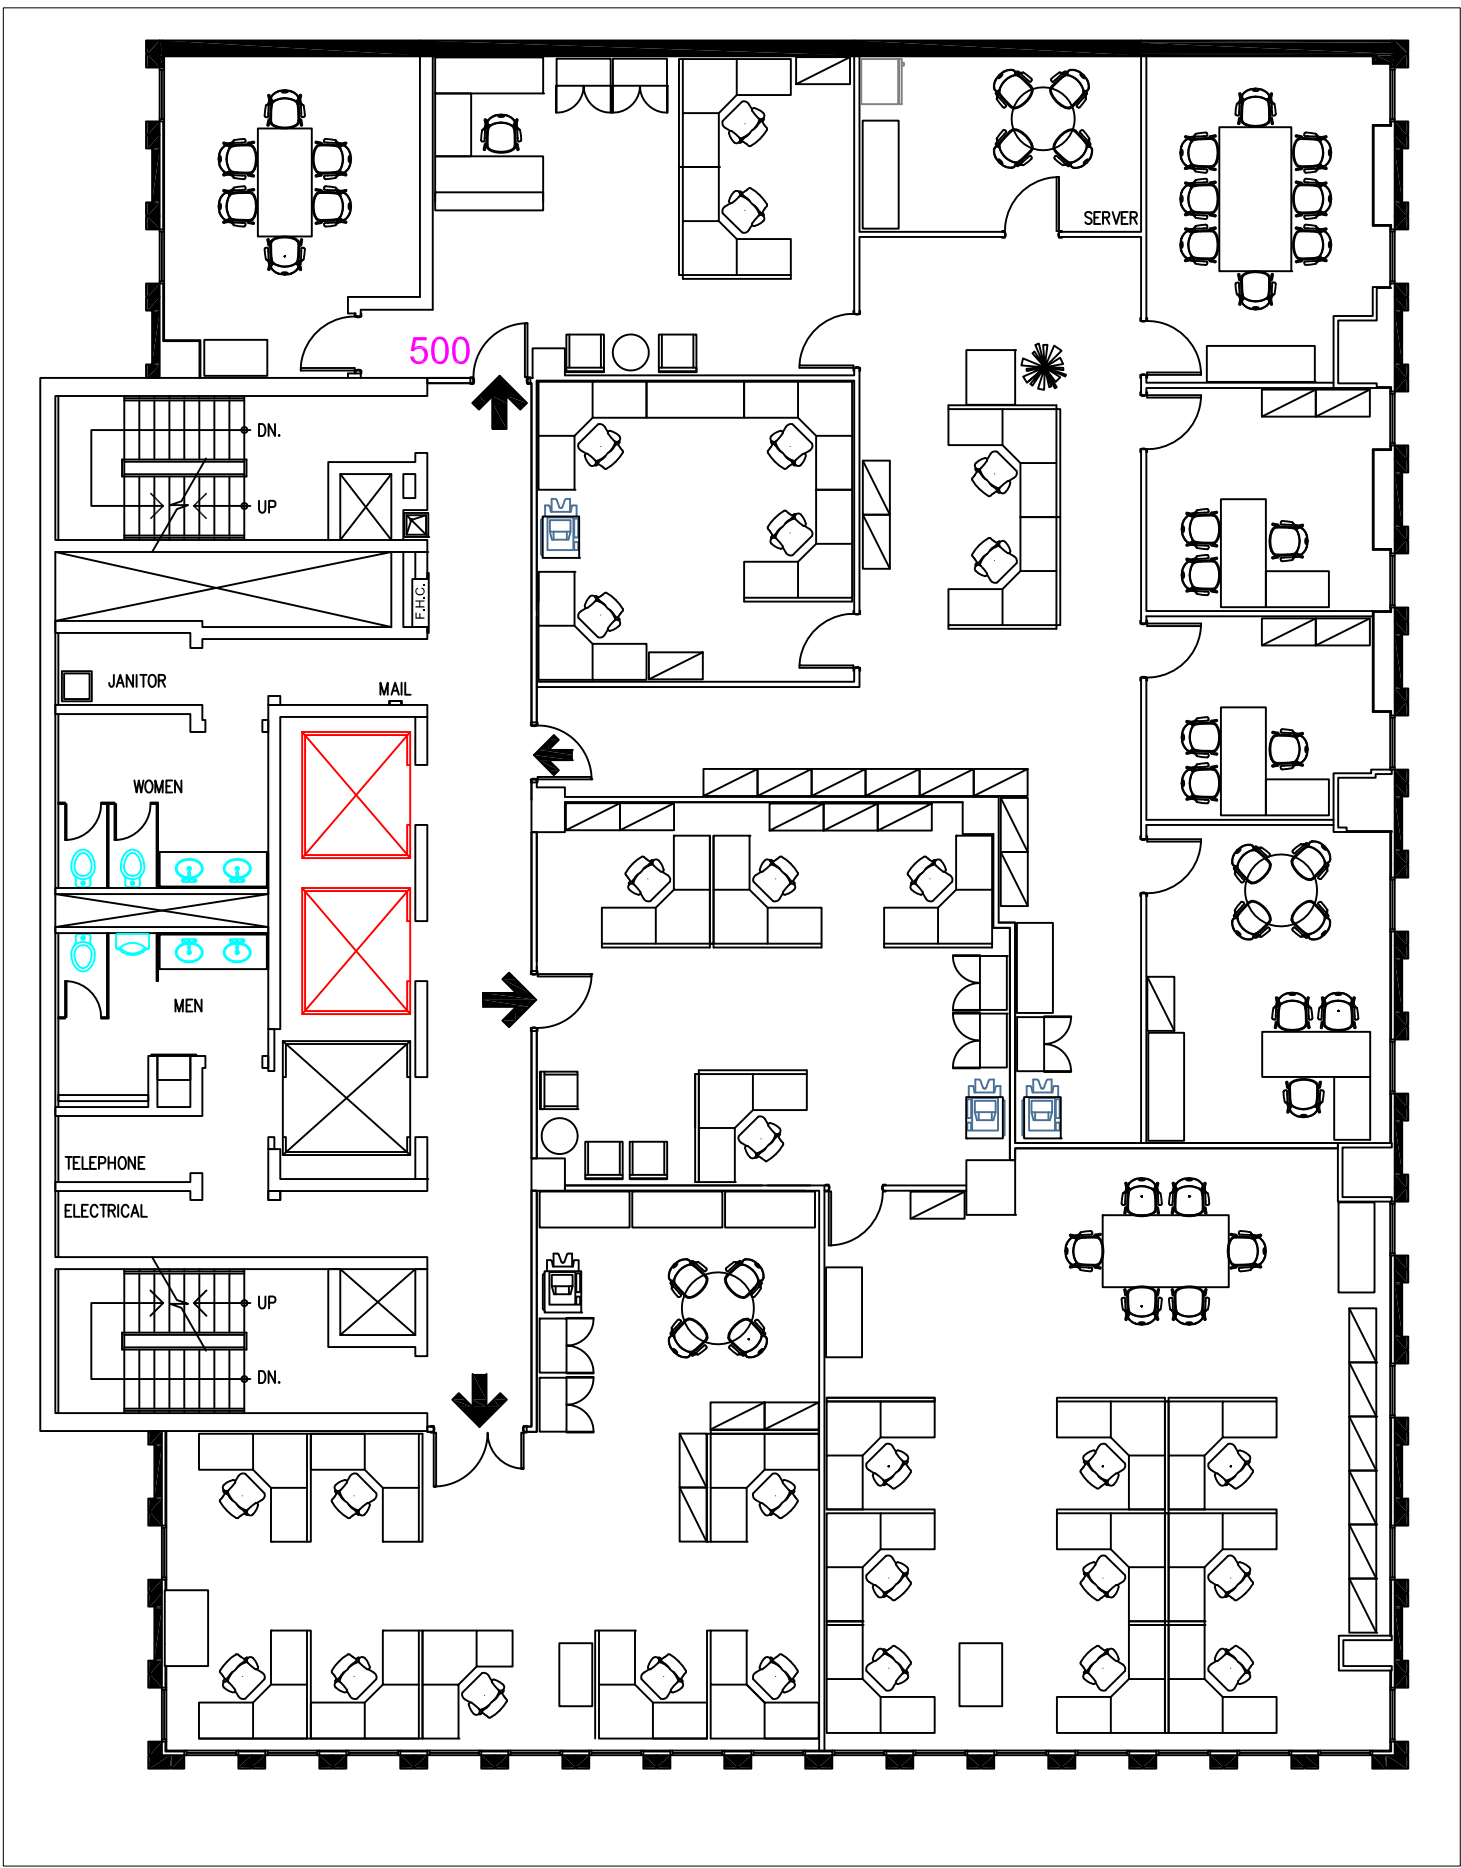 SERVER
500
DN.
UP
F.H.C.
JANITOR
MAIL
WOMEN
MEN
TELEPHONE
ELECTRICAL
UP
DN.